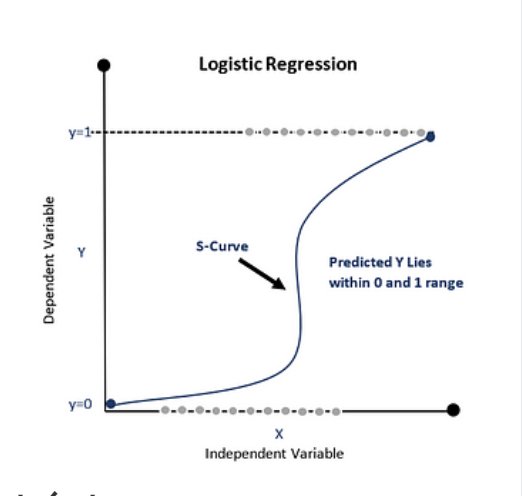 Logistic Regression
y=1
Dependent Variable
Y
S-Curve
Predicted Y Lies
within 0 and 1 range
y=0
X
Independent Variable